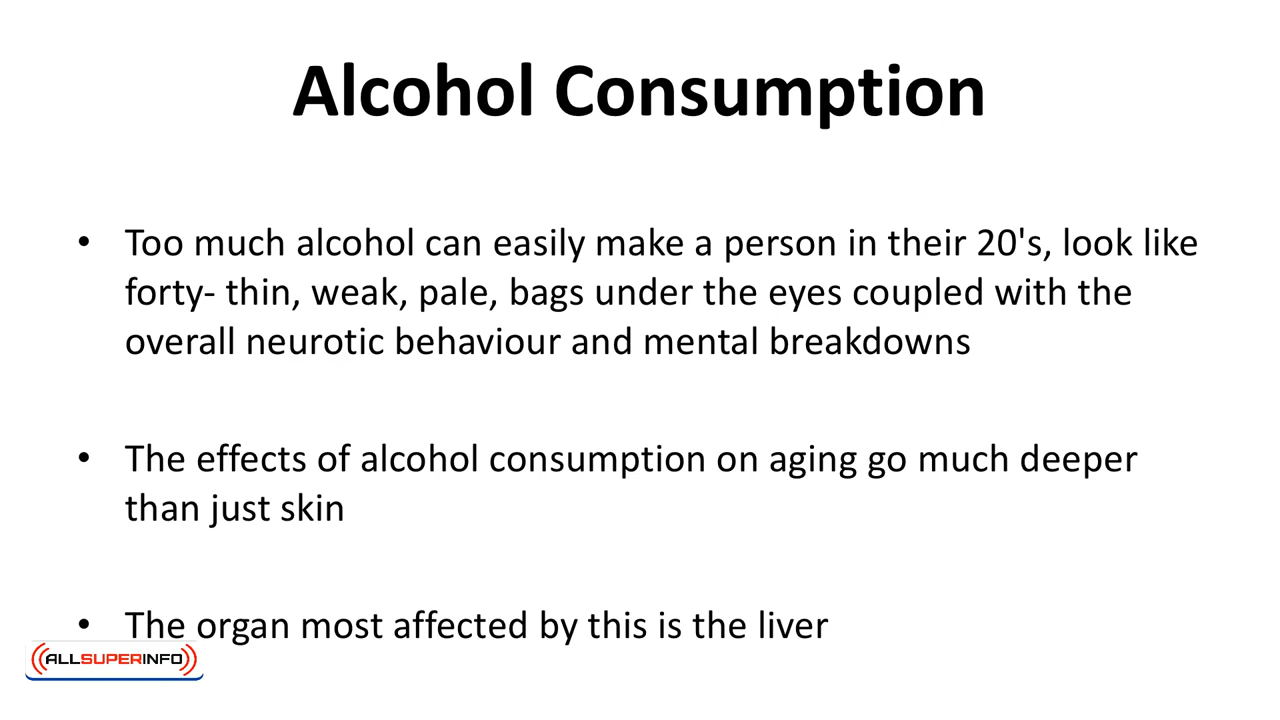 Alcohol Consumption
• Too much alcohol can easily make a person in their 20's, look like
forty- thin, weak, pale, bags under the eyes coupled with the
overall neurotic behaviour and mental breakdowns
• The effects of alcohol consumption on aging go much deeper
than just skin
• The organ most affected by this is the liver
ALLSUPERINFO